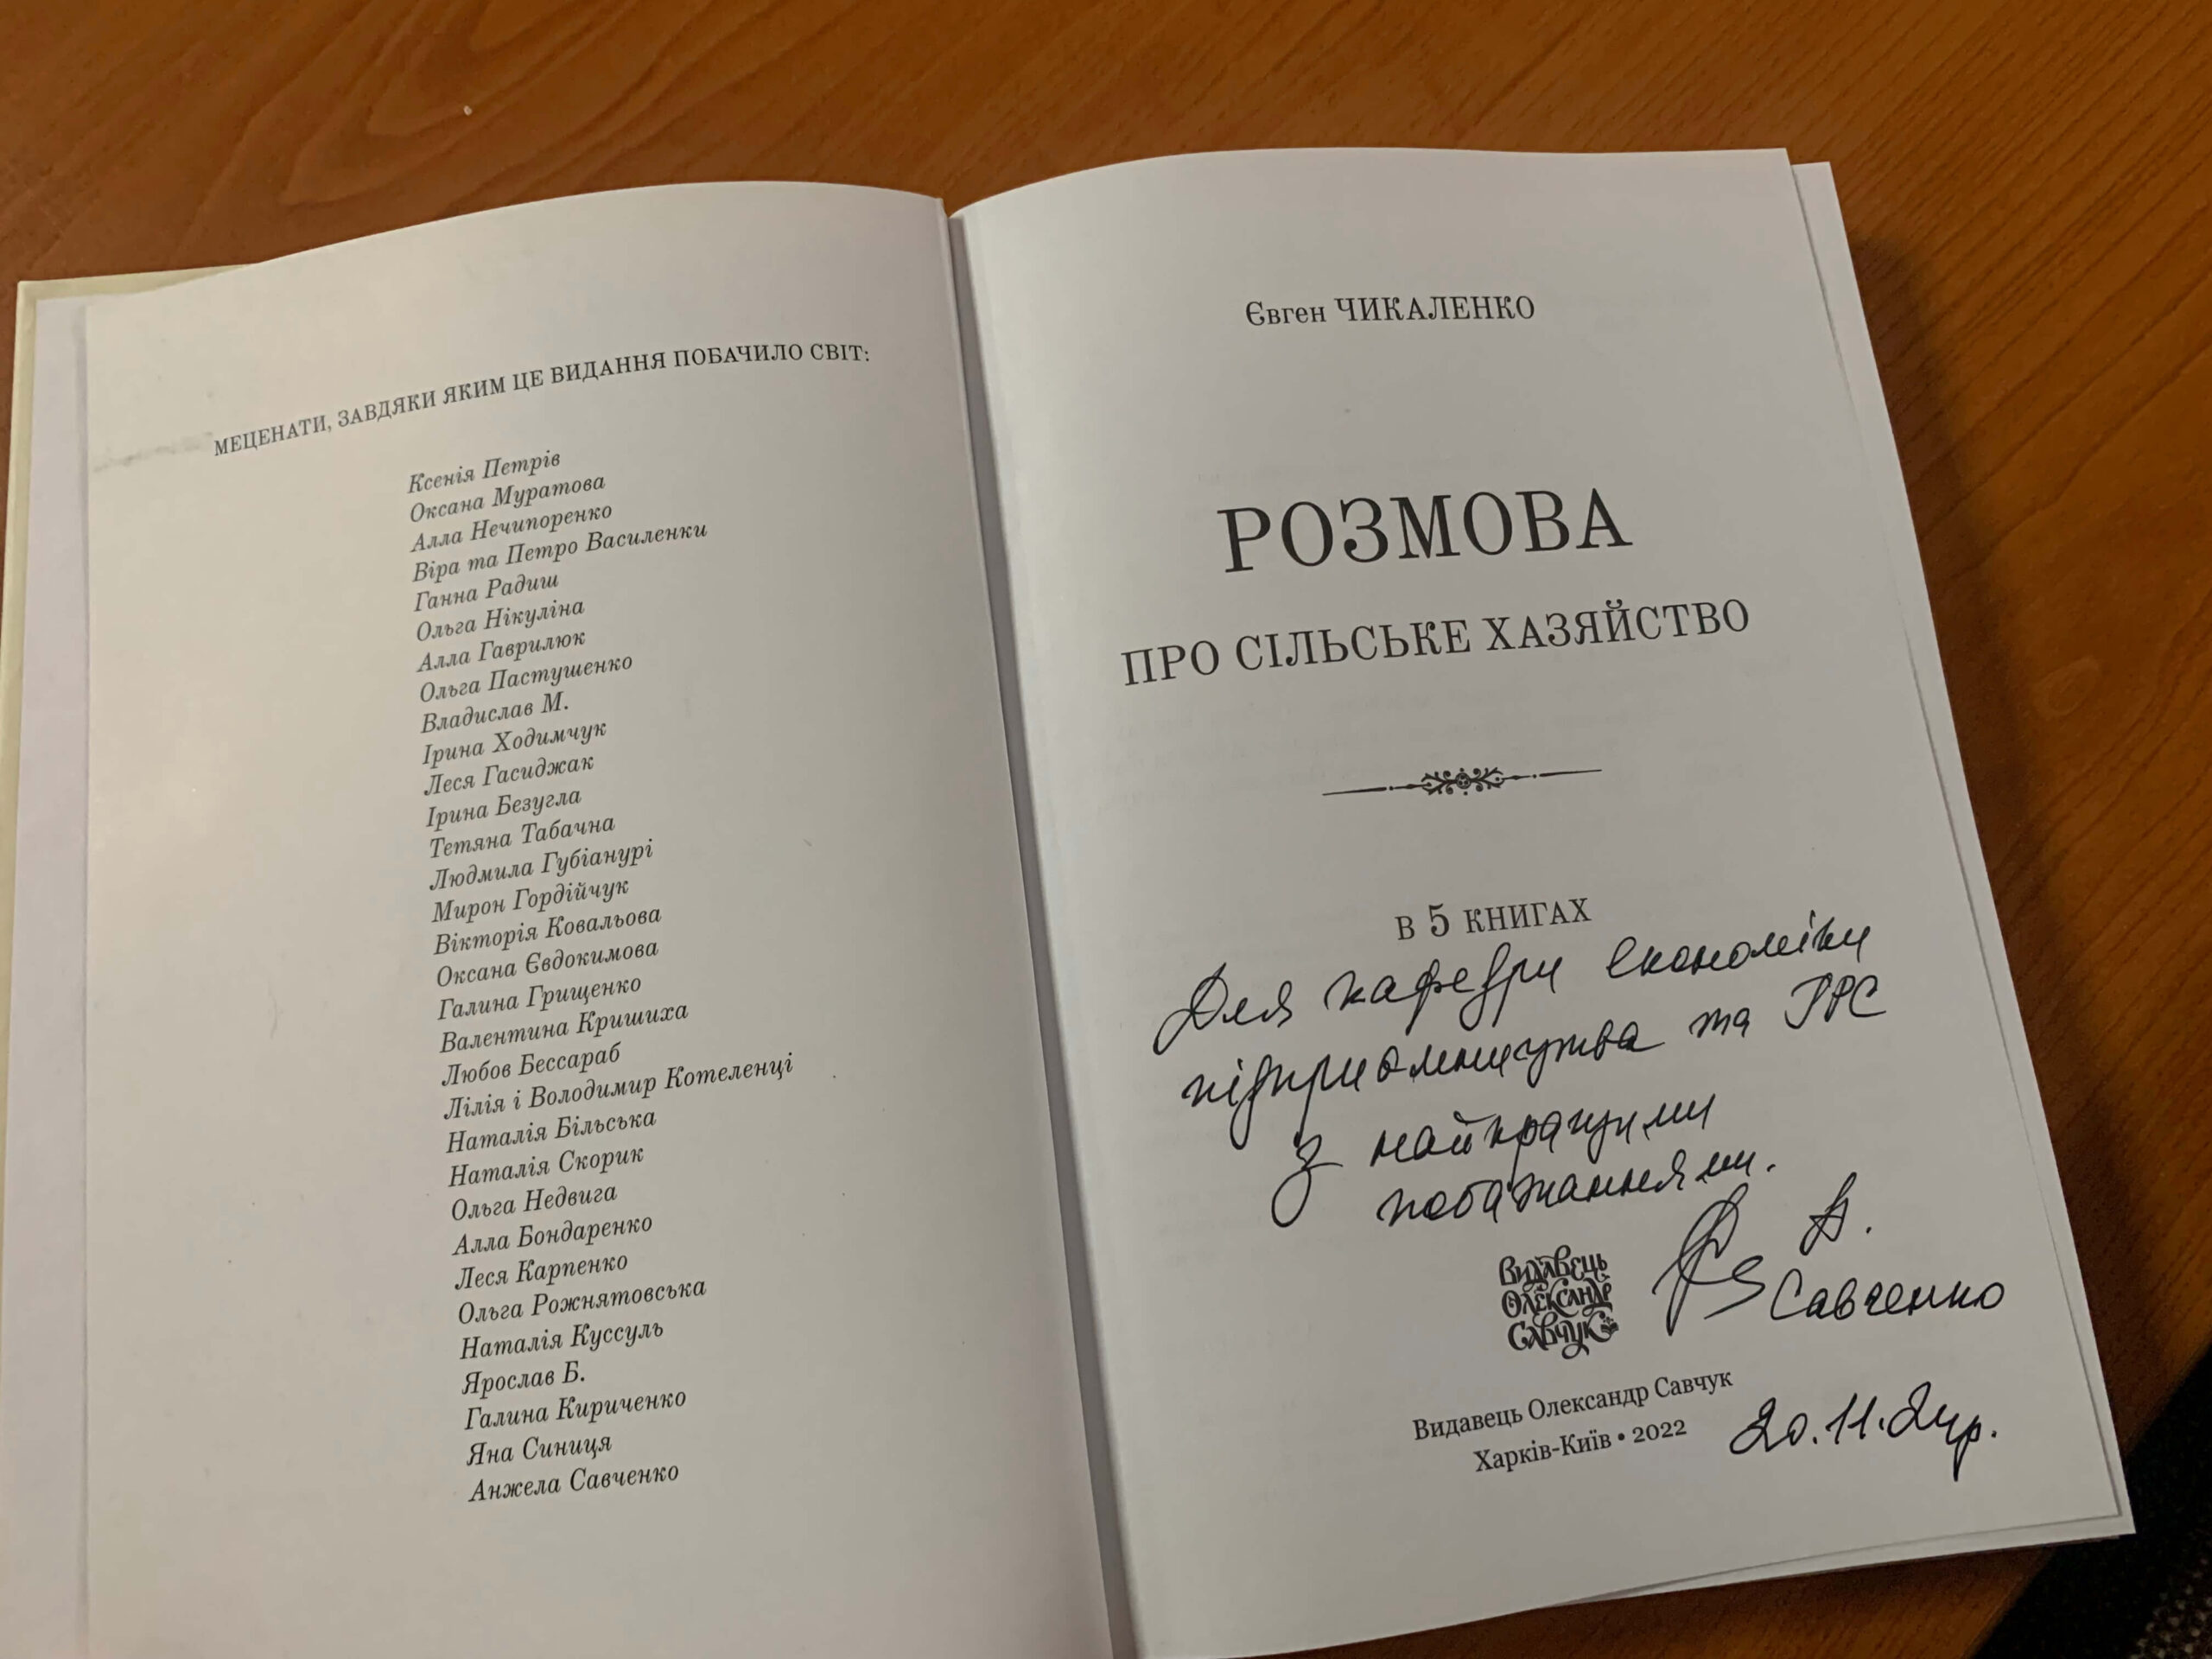 МЕЦЕНАТИ, ЗАВДЯКИ ЯКИМ ЦЕ ВИДАННЯ ПОБАЧИЛО СВІТ:
Ксенія Петрів
Оксана Муратова
Алла Нечипоренко
Віра та Петро Василенки
Ганна Радиш
Ольга Нікуліна
Алла Гаврилюк
Ольга Пастушенко
Владислав М.
Ірина Ходимчук
Леся Гасиджак
Ірина Безугла
Тетяна Табачна
Людмила Губіанурі
Мирон Гордійчук
Вікторія Ковальова
Оксана Євдокимова
Галина Грищенко
Валентина Кришиха
Любов Бессараб
Лілія і Володимир Котеленці
Наталія Більська
Наталія Скорик
Ольга Недвига
Алла Бондаренко
Леся Карпенко
Ольга Рожнятовська
Наталія Куссуль
Ярослав Б.
Галина Кириченко
Яна Синиця
Анжела Савченко
Євген ЧИКАЛЕНКО
РОЗМОВА
ПРО СІЛЬСЬКЕ ХАЗЯЙСТВО
В 5 КНИГАХ
Для кафедри економіки
підприємництва та
З найкращими
побажаннями.
А.
Савченко
Видавець
Олександр
Савчук
Видавець Олександр Савчук
Харків-Київ • 2022
20.11.24р.